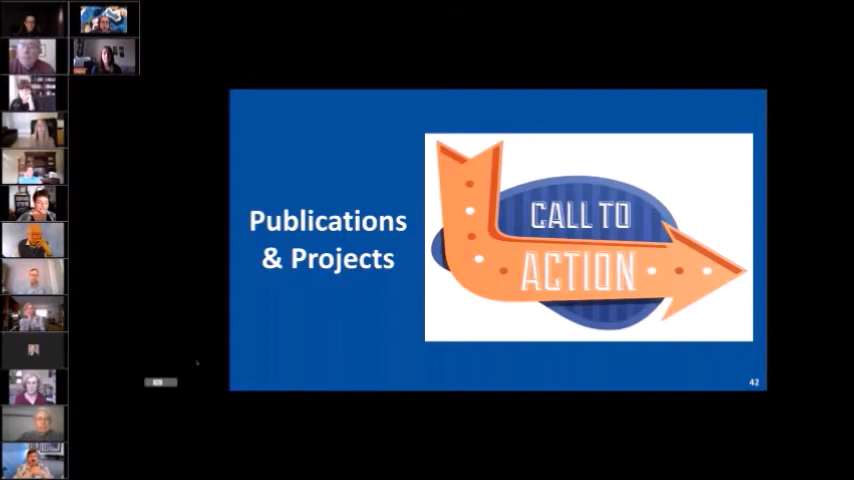 Publications
& Projects
CALL TO
ACTION
42